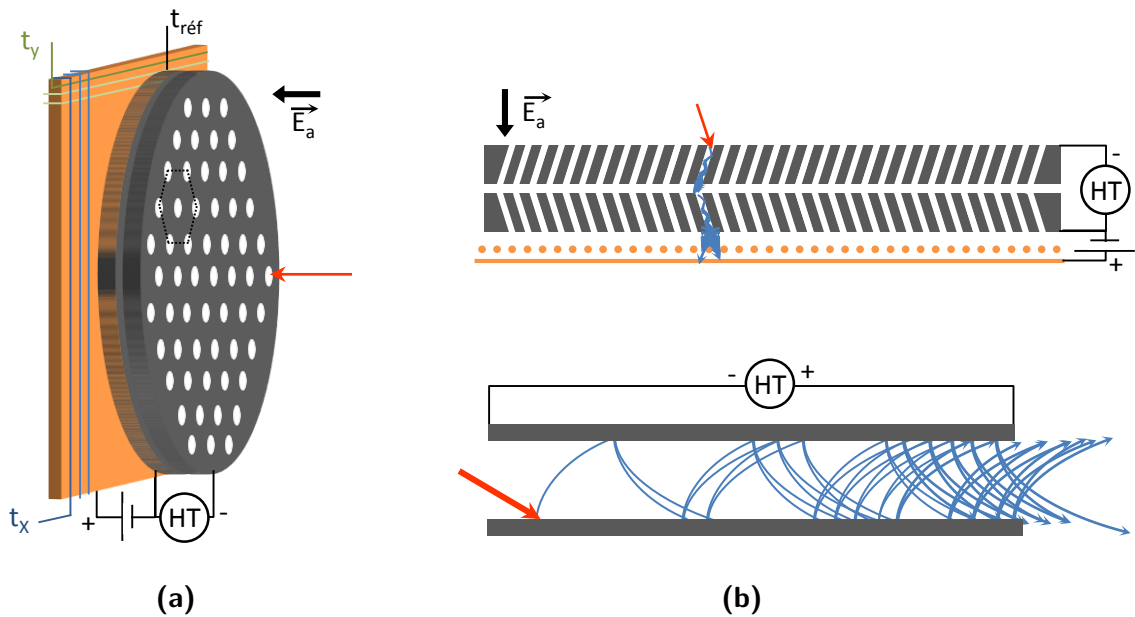 t_réf
t_y
E_a
t_x
+
HT
-
(a)
E_a
-
HT
+
-
HT
+
(b)